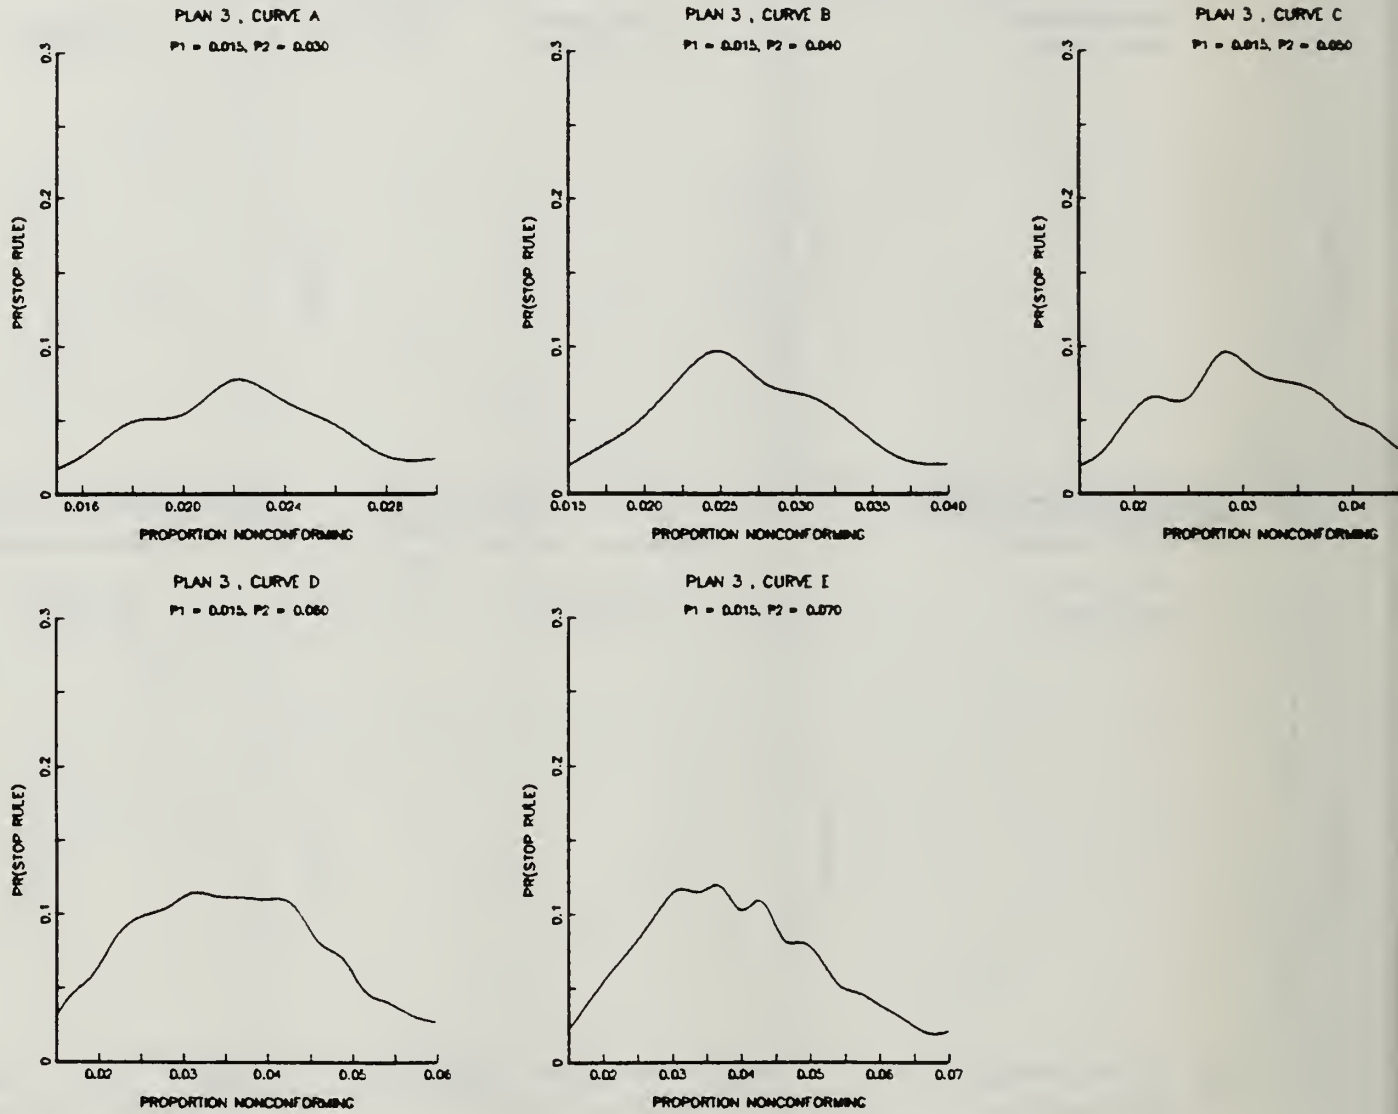 PLAN 3 , CURVE A
P1 = 0.015, P2 = 0.030
0.3
0.2
0.1
0
PR(STOP RULE)
0.016 0.020 0.024 0.028
PROPORTION NONCONFORMING
PLAN 3 , CURVE B
P1 = 0.015, P2 = 0.040
0.3
0.2
0.1
0
PR(STOP RULE)
0.015 0.020 0.025 0.030 0.035 0.040
PROPORTION NONCONFORMING
PLAN 3 , CURVE C
P1 = 0.015, P2 = 0.050
0.3
0.2
0.1
0
PR(STOP RULE)
0.02 0.03 0.04
PROPORTION NONCONFORMING
PLAN 3 , CURVE D
P1 = 0.015, P2 = 0.060
0.3
0.2
0.1
0
PR(STOP RULE)
0.02 0.03 0.04 0.05 0.06
PROPORTION NONCONFORMING
PLAN 3 , CURVE E
P1 = 0.015, P2 = 0.070
0.3
0.2
0.1
0
PR(STOP RULE)
0.02 0.03 0.04 0.05 0.06 0.07
PROPORTION NONCONFORMING